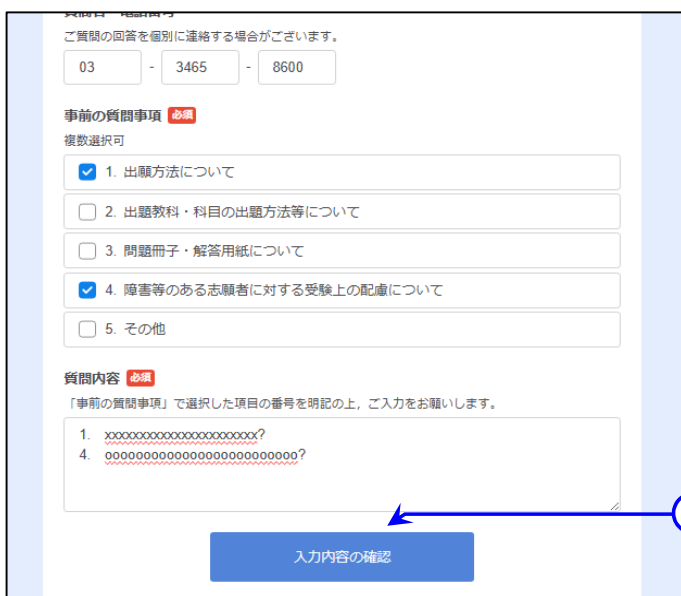 ご質問の回答を個別に連絡する場合がございます。
03 - 3465 - 8600
事前の質問事項 必須
複数選択可
1. 出願方法について
2. 出題教科・科目の出題方法等について
3. 問題冊子・解答用紙について
4. 障害等のある志願者に対する受験上の配慮について
5. その他
質問内容 必須
「事前の質問事項」で選択した項目の番号を明記の上，ご入力をお願いします。
1. xxxxxxxxxxxxxxxxxxxxxx?
4. ooooooooooooooooooooooooo?
入力内容の確認